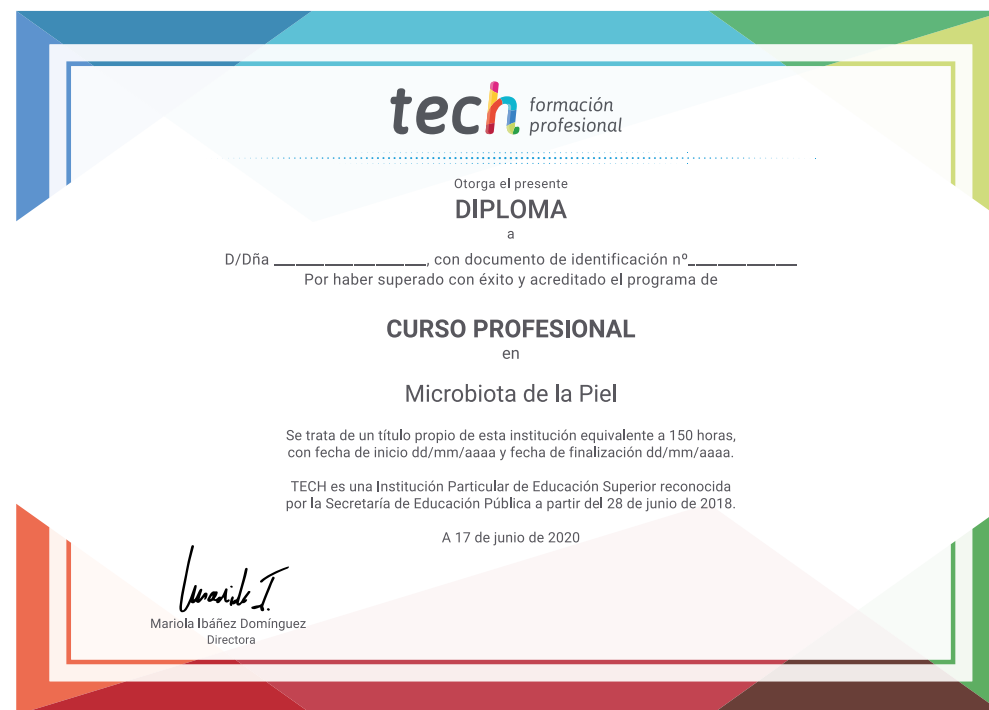 tech formación
profesional
Otorga el presente
DIPLOMA
a
D/Dña ______________, con documento de identificación nº__________
Por haber superado con éxito y acreditado el programa de
CURSO PROFESIONAL
en
Microbiota de la Piel
Se trata de un título propio de esta institución equivalente a 150 horas,
con fecha de inicio dd/mm/aaaa y fecha de finalización dd/mm/aaaa.
TECH es una Institución Particular de Educación Superior reconocida
por la Secretaría de Educación Pública a partir del 28 de junio de 2018.
A 17 de junio de 2020
Mariola Ibáñez Domínguez
Directora